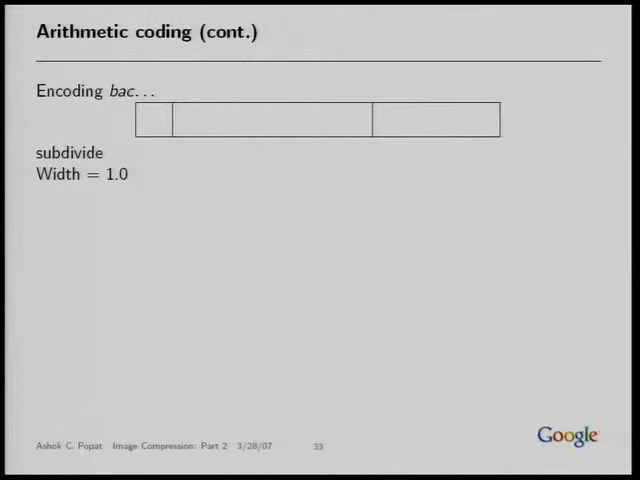 Arithmetic coding (cont.)
Encoding bac...
subdivide
Width = 1.0
Ashok C. Popat Image Compression: Part 2 3/28/07 33
Google